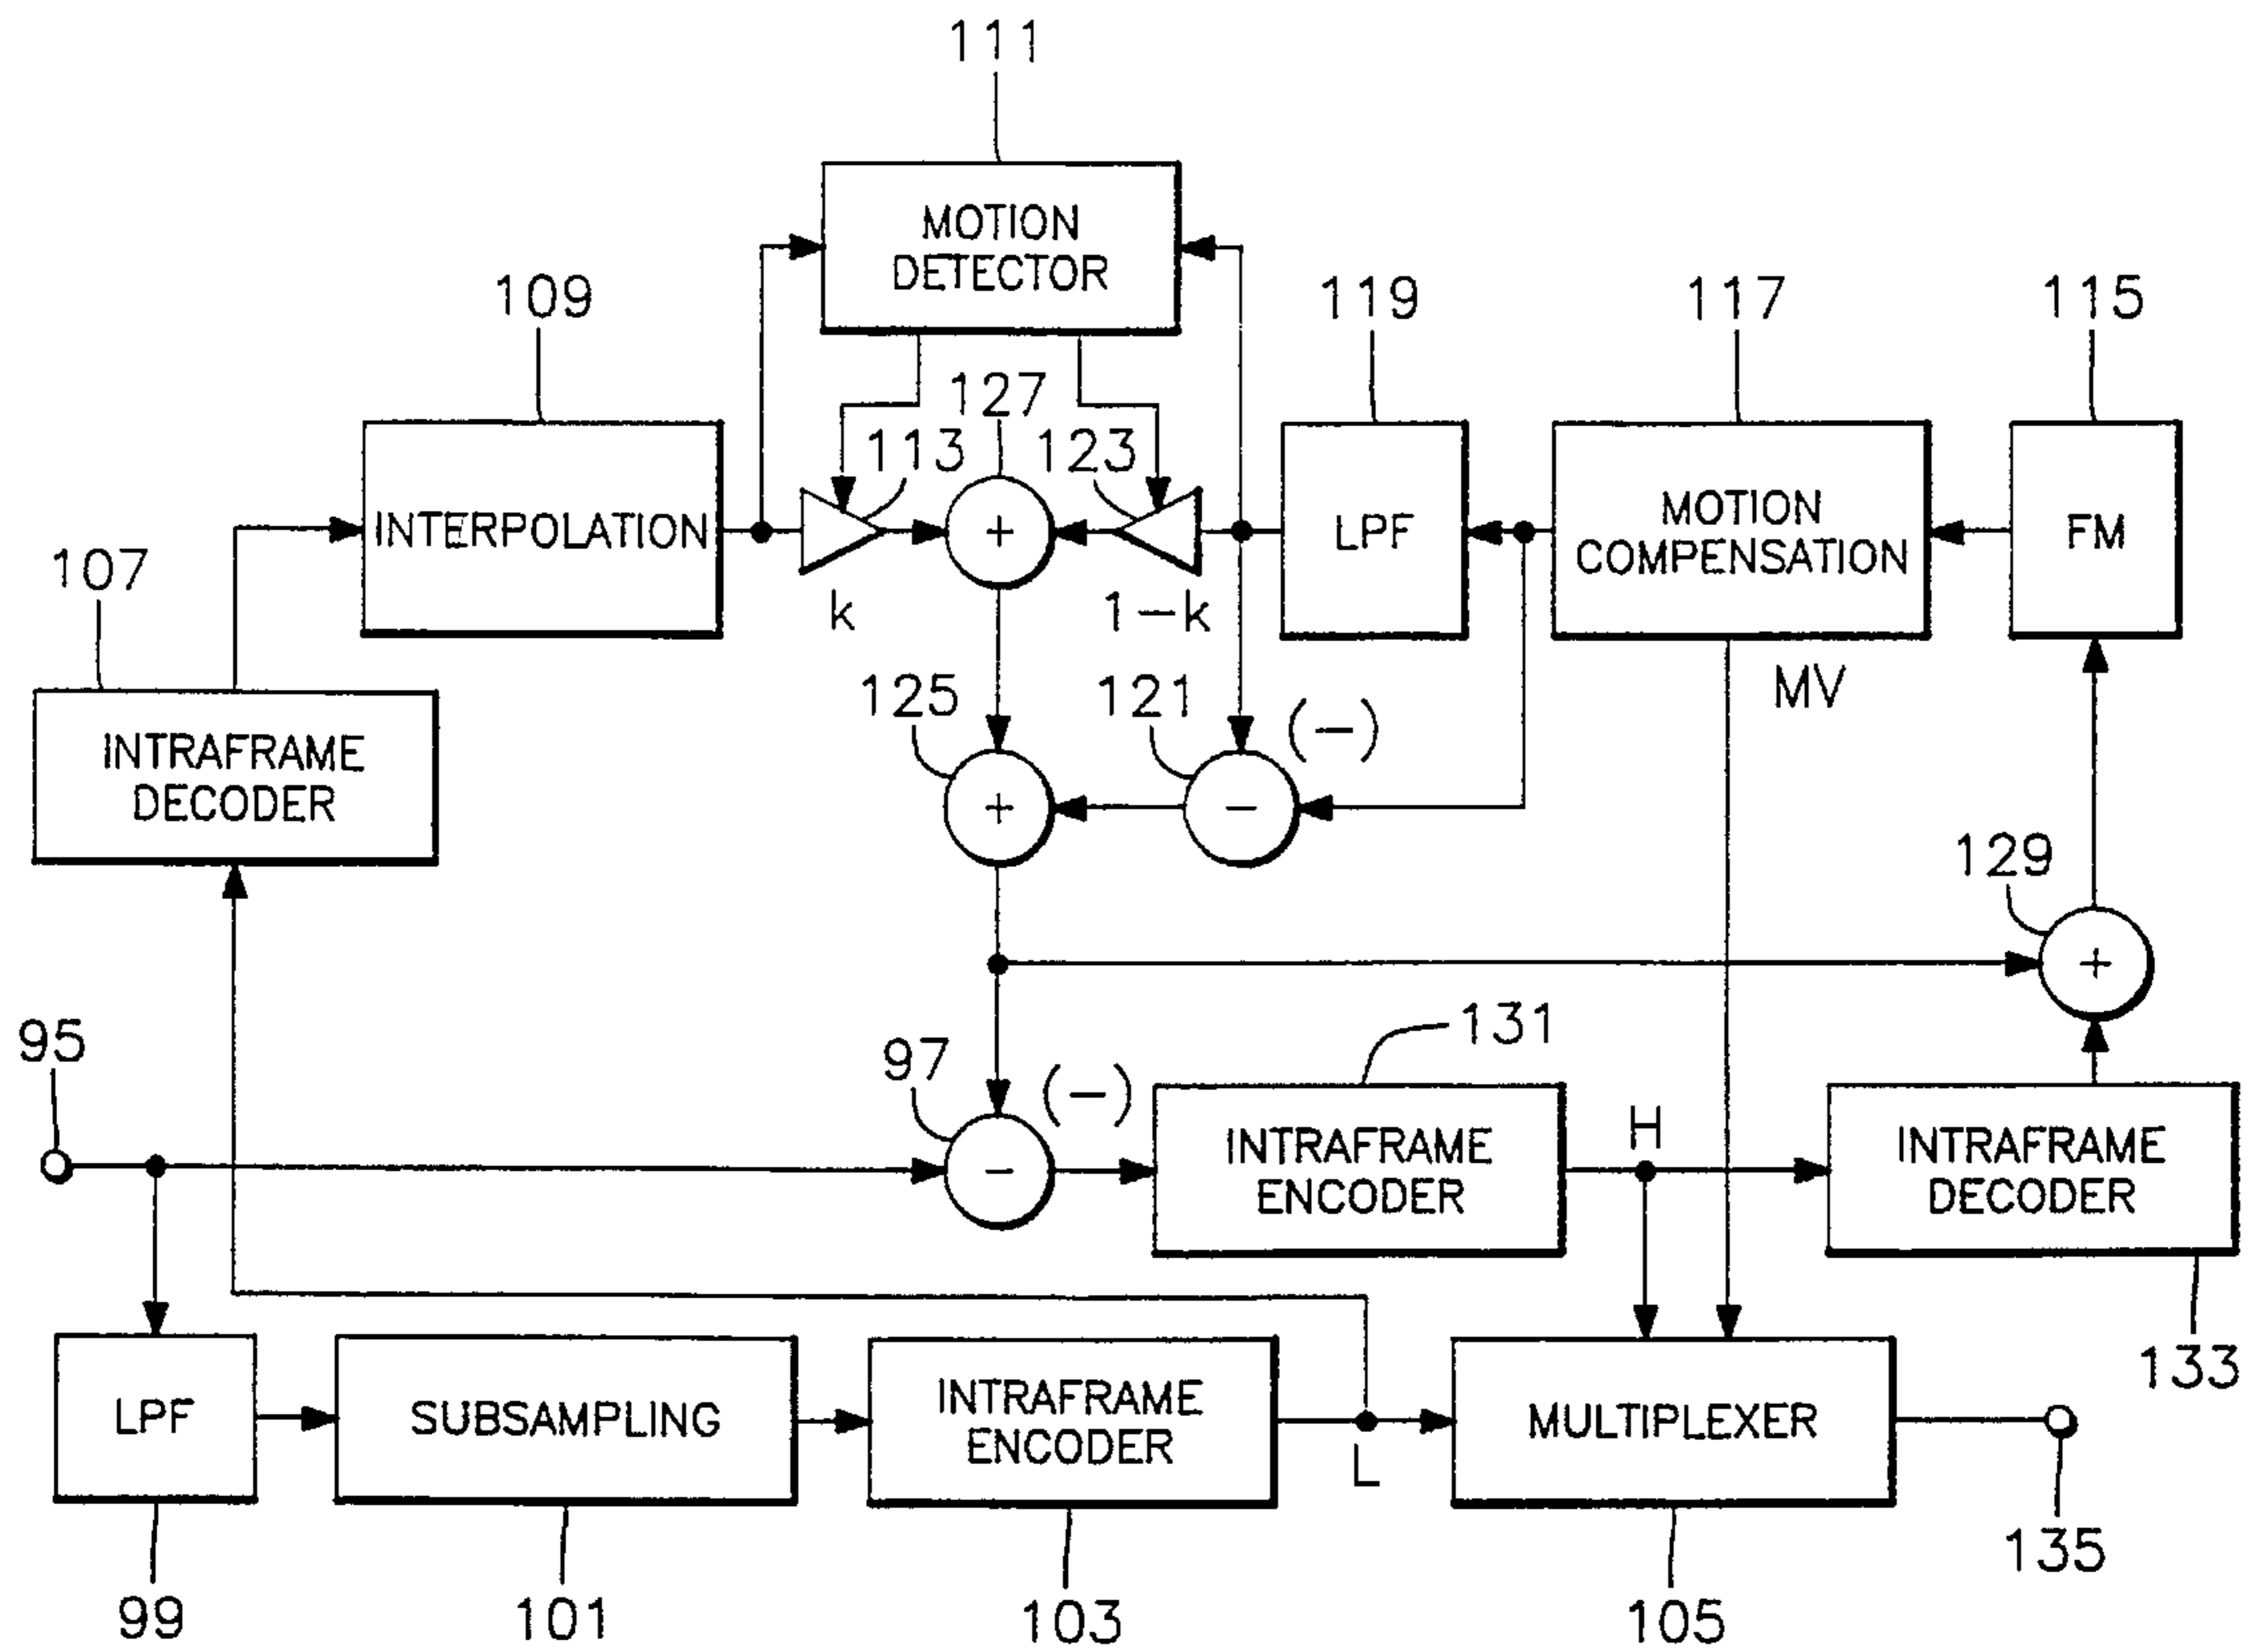 111
MOTION
DETECTOR
109
119
117
115
127
113
123
INTERPOLATION
+
LPF
MOTION
COMPENSATION
FM
107
k
1-k
125
121
(-)
MV
INTRAFRAME
DECODER
+
-
129
+
95
97
(-)
131
-
INTRAFRAME
ENCODER
H
INTRAFRAME
DECODER
133
LPF
SUBSAMPLING
INTRAFRAME
ENCODER
L
MULTIPLEXER
135
99
101
103
105